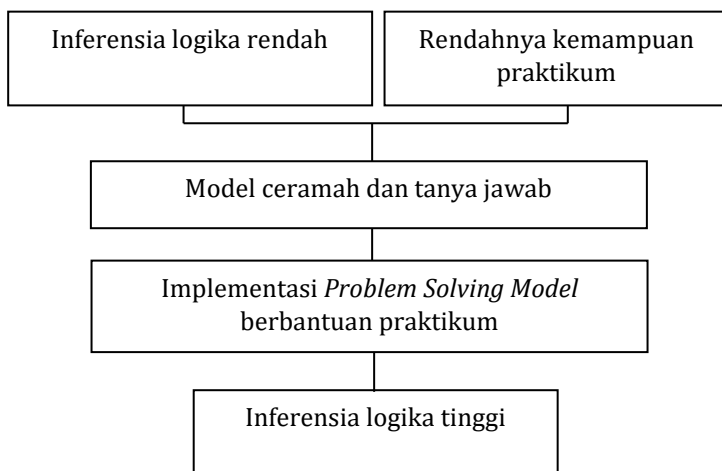 Inferensia logika rendah
Rendahnya kemampuan
praktikum
Model ceramah dan tanya jawab
Implementasi Problem Solving Model
berbantuan praktikum
Inferensia logika tinggi